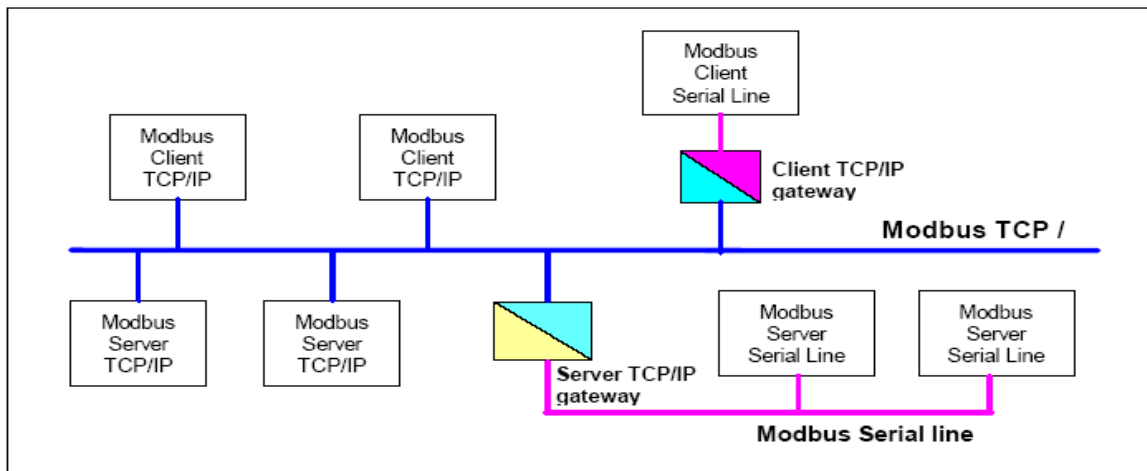 Modbus
Client
Serial Line
Modbus
Client
TCP/IP
Modbus
Client
TCP/IP
Client TCP/IP
gateway
Modbus TCP /
Modbus
Server
TCP/IP
Modbus
Server
TCP/IP
Server TCP/IP
gateway
Modbus
Server
Serial Line
Modbus
Server
Serial Line
Modbus Serial line